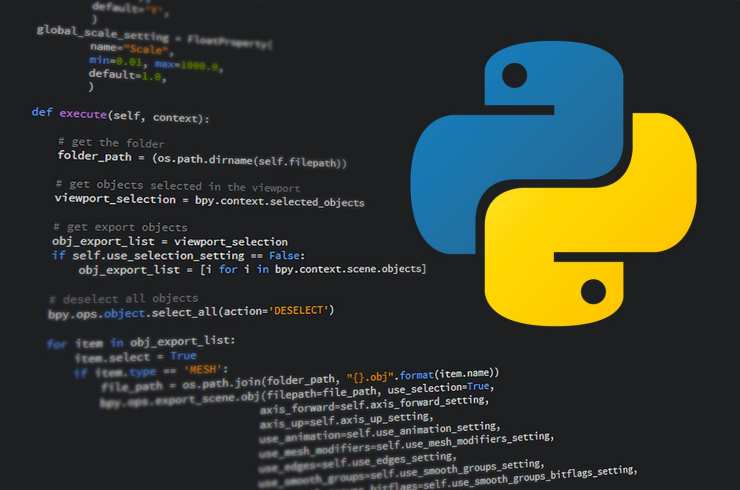 default='Y',
)
global_scale_setting = FloatProperty(
name="Scale",
min=0.01, max=1000.0,
default=1.0,
)
def execute(self, context):
# get the folder
folder_path = (os.path.dirname(self.filepath))
# get objects selected in the viewport
viewport_selection = bpy.context.selected_objects
# get export objects
obj_export_list = viewport_selection
if self.use_selection_setting == False:
obj_export_list = [i for i in bpy.context.scene.objects]
# deselect all objects
bpy.ops.object.select_all(action='DESELECT')
for item in obj_export_list:
item.select = True
if item.type == 'MESH':
file_path = os.path.join(folder_path, "{}.obj".format(item.name))
bpy.ops.export_scene.obj(filepath=file_path, use_selection=True,
axis_forward=self.axis_forward_setting,
axis_up=self.axis_up_setting,
use_animation=self.use_animation_setting,
use_mesh_modifiers=self.use_mesh_modifiers_setting,
use_edges=self.use_edges_setting,
use_smooth_groups=self.use_smooth_groups_setting,
bitflags=self.use_smooth_groups_bitflags_setting,